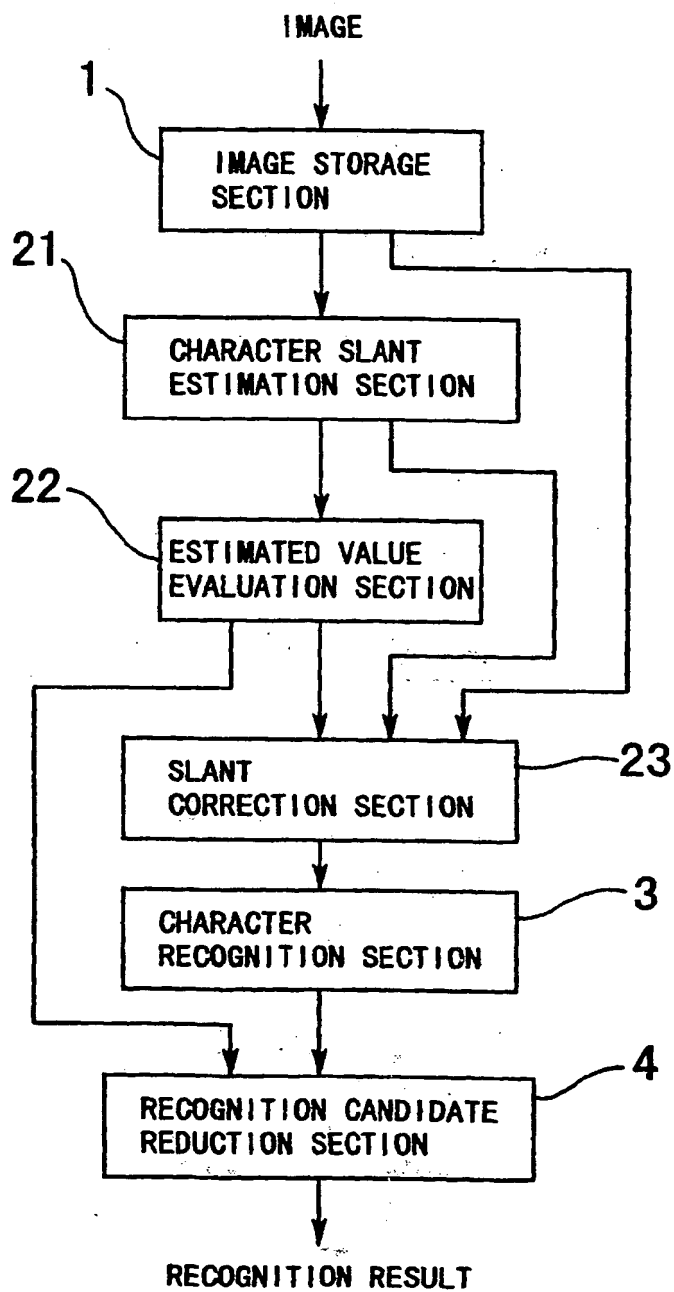 IMAGE
1
IMAGE STORAGE
SECTION
21
CHARACTER SLANT
ESTIMATION SECTION
22
ESTIMATED VALUE
EVALUATION SECTION
SLANT
CORRECTION SECTION
23
CHARACTER
RECOGNITION SECTION
3
RECOGNITION CANDIDATE
REDUCTION SECTION
4
RECOGNITION RESULT